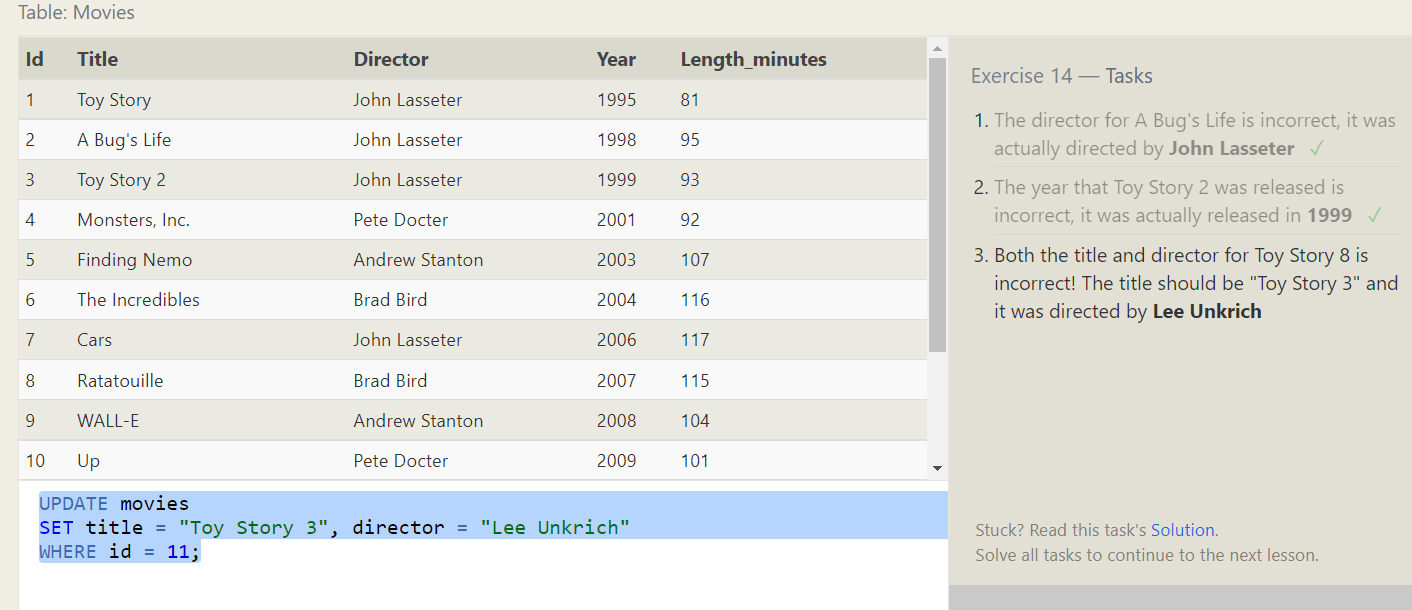 Table: Movies
Id Title Director Year Length_minutes
1 Toy Story John Lasseter 1995 81
2 A Bug's Life John Lasseter 1998 95
3 Toy Story 2 John Lasseter 1999 93
4 Monsters, Inc. Pete Docter 2001 92
5 Finding Nemo Andrew Stanton 2003 107
6 The Incredibles Brad Bird 2004 116
7 Cars John Lasseter 2006 117
8 Ratatouille Brad Bird 2007 115
9 WALL-E Andrew Stanton 2008 104
10 Up Pete Docter 2009 101
UPDATE movies
SET title = "Toy Story 3", director = "Lee Unkrich"
WHERE id = 11;
Exercise 14 — Tasks
1. The director for A Bug's Life is incorrect, it was
actually directed by John Lasseter ✓
2. The year that Toy Story 2 was released is
incorrect, it was actually released in 1999 ✓
3. Both the title and director for Toy Story 8 is
incorrect! The title should be "Toy Story 3" and
it was directed by Lee Unkrich
Stuck? Read this task's Solution.
Solve all tasks to continue to the next lesson.